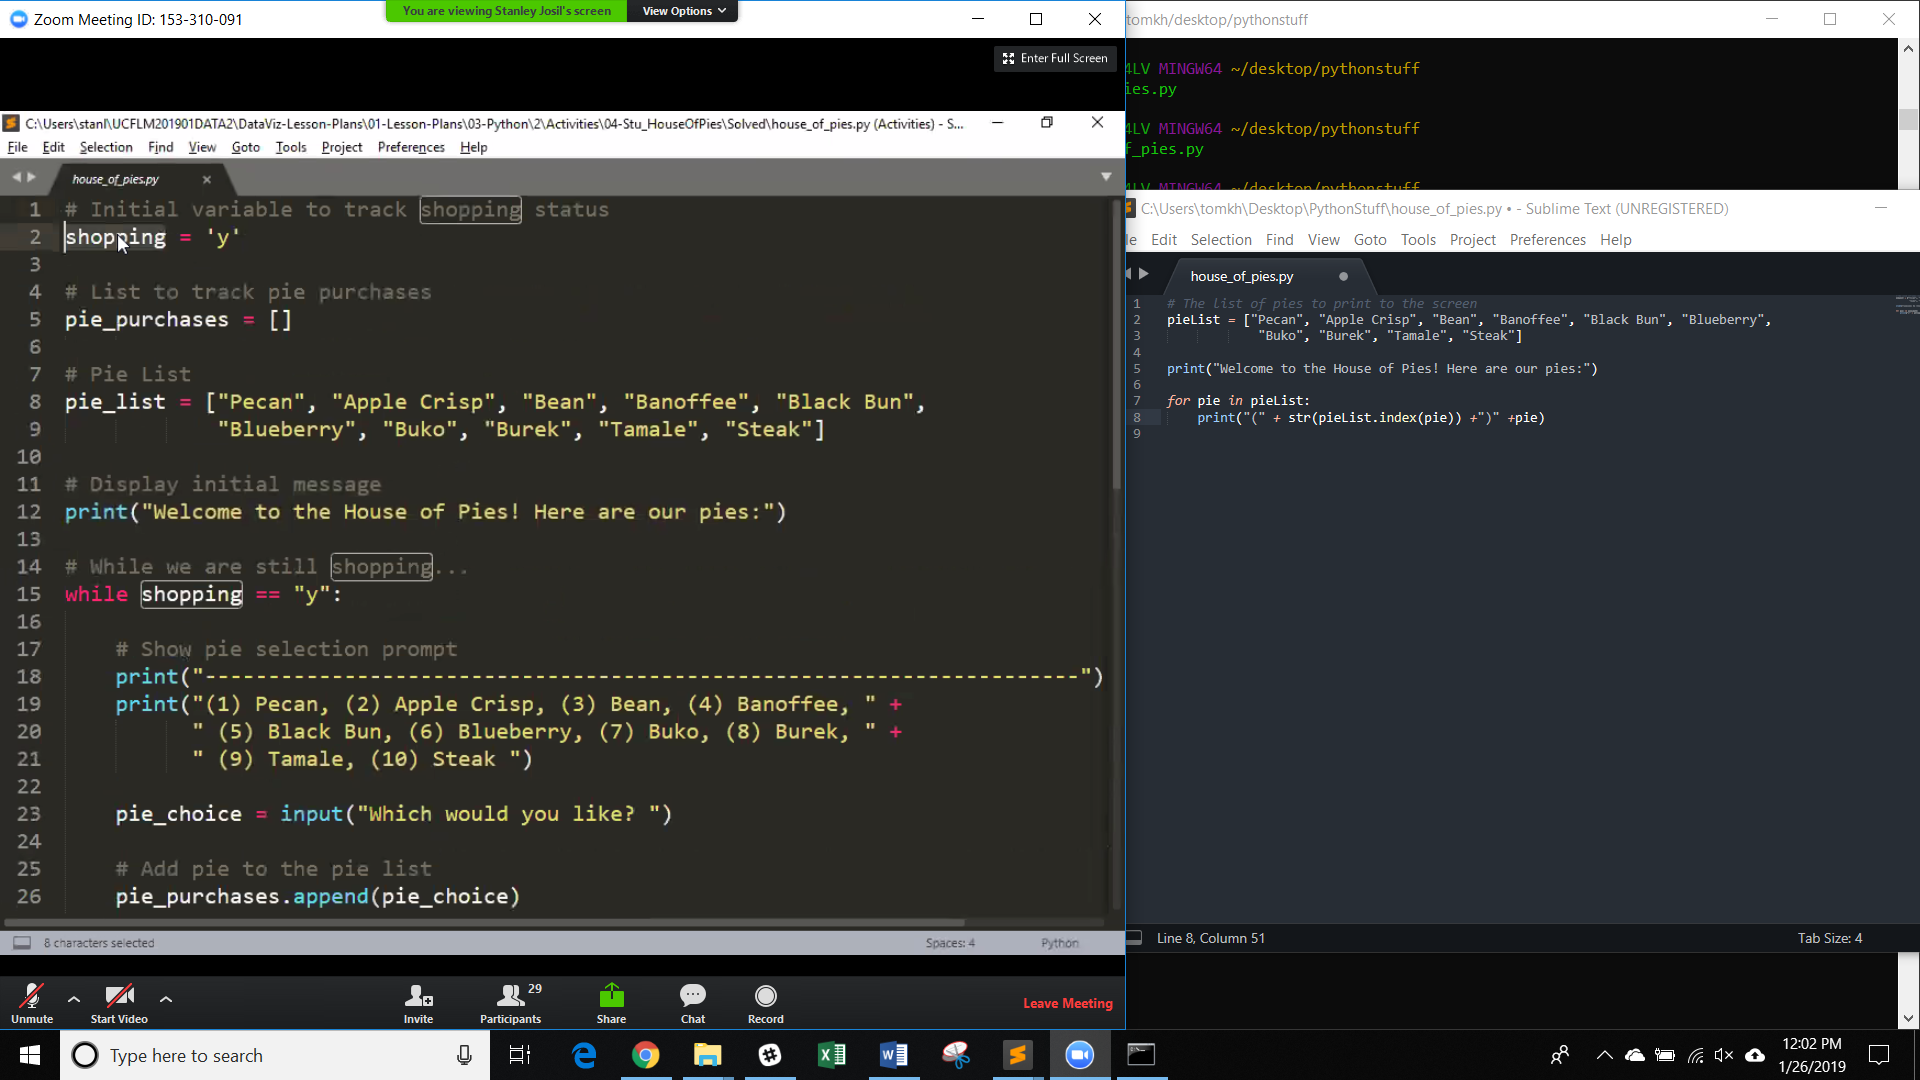 Zoom Meeting ID: 153-310-091
You are viewing Stanley Josil's screen
View Options
Enter Full Screen
C:\Users\stanl\UCFLM201901DATA2\DataViz-Lesson-Plans\01-Lesson-Plans\03-Python\2\Activities\04-Stu_HouseOfPies\Solved\house_of_pies.py (Activities) - S...
File Edit Selection Find View Goto Tools Project Preferences Help
house_of_pies.py
1 # Initial variable to track shopping status
2 shopping = 'y'
3
4 # List to track pie purchases
5 pie_purchases = []
6
7 # Pie List
8 pie_list = ["Pecan", "Apple Crisp", "Bean", "Banoffee", "Black Bun",
9 "Blueberry", "Buko", "Burek", "Tamale", "Steak"]
10
11 # Display initial message
12 print("Welcome to the House of Pies! Here are our pies:")
13
14 # While we are still shopping...
15 while shopping == "y":
16
17 # Show pie selection prompt
18 print("---------------------------------------------------------------------")
19 print("(1) Pecan, (2) Apple Crisp, (3) Bean, (4) Banoffee, " +
20 " (5) Black Bun, (6) Blueberry, (7) Buko, (8) Burek, " +
21 " (9) Tamale, (10) Steak ")
22
23 pie_choice = input("Which would you like? ")
24
25 # Add pie to the pie list
26 pie_purchases.append(pie_choice)
8 characters selected
Spaces: 4
Python
Unmute
Start Video
Invite
29
Participants
Share
Chat
Record
Leave Meeting
tomkh/desktop/pythonstuff
4LV MINGW64 ~/desktop/pythonstuff
ies.py
4LV MINGW64 ~/desktop/pythonstuff
f_pies.py
4LV MINGW64 ~/desktop/pythonstuff
C:\Users\tomkh\Desktop\PythonStuff\house_of_pies.py • - Sublime Text (UNREGISTERED)
le Edit Selection Find View Goto Tools Project Preferences Help
house_of_pies.py
1 # The list of pies to print to the screen
2 pieList = ["Pecan", "Apple Crisp", "Bean", "Banoffee", "Black Bun", "Blueberry",
3 "Buko", "Burek", "Tamale", "Steak"]
4
5 print("Welcome to the House of Pies! Here are our pies:")
6
7 for pie in pieList:
8 print("(" + str(pieList.index(pie)) +")" +pie)
9
Line 8, Column 51
Tab Size: 4
Type here to search
12:02 PM
1/26/2019